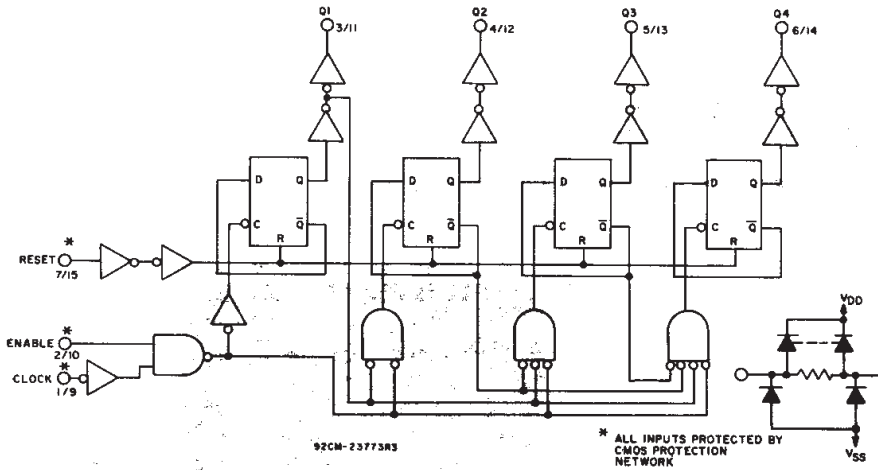 Q1 Q2 Q3 Q4
3/11 4/12 5/13 6/14
D Q D Q D Q D Q
C Q̅ C Q̅ C Q̅ C Q̅
R R R R
*
RESET
7/15
*
ENABLE
2/10
*
CLOCK
1/9
VDD
VSS
92CM-23773R3
* ALL INPUTS PROTECTED BY
CMOS PROTECTION
NETWORK